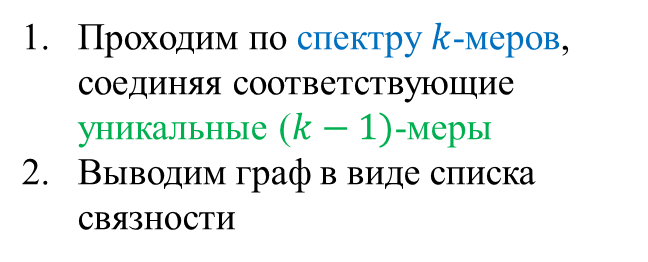 1. Проходим по спектру k-меров,
соединяя соответствующие
уникальные (k − 1)-меры
2. Выводим граф в виде списка
связности